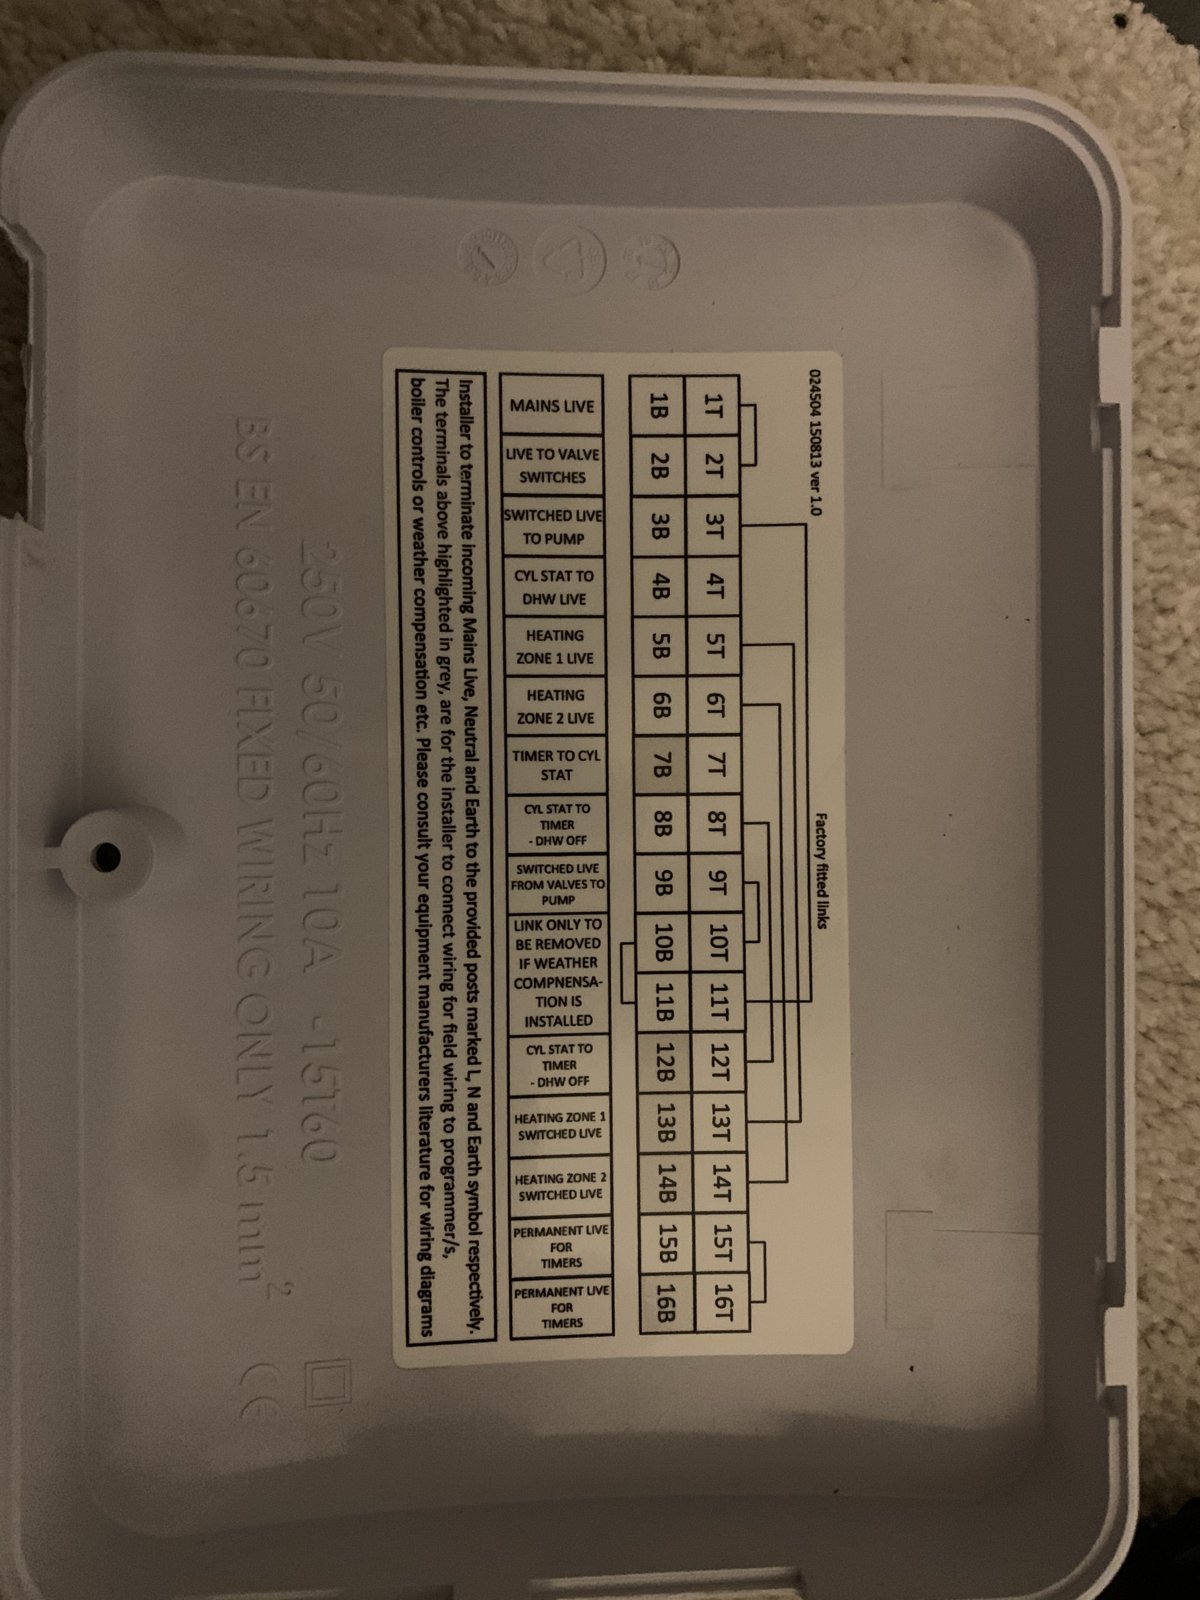 024504 150813 ver 1.0
Factory fitted links
1T 2T 3T 4T 5T 6T 7T 8T 9T 10T 11T 12T 13T 14T 15T 16T
1B 2B 3B 4B 5B 6B 7B 8B 9B 10B 11B 12B 13B 14B 15B 16B
MAINS LIVE
LIVE TO VALVE
SWITCHES
SWITCHED LIVE
TO PUMP
CYL STAT TO
DHW LIVE
HEATING
ZONE 1 LIVE
HEATING
ZONE 2 LIVE
TIMER TO CYL
STAT
CYL STAT TO
TIMER
- DHW OFF
SWITCHED LIVE
FROM VALVES TO
PUMP
LINK ONLY TO
BE REMOVED
IF WEATHER
COMPNENSA-
TION IS
INSTALLED
CYL STAT TO
TIMER
- DHW OFF
HEATING ZONE 1
SWITCHED LIVE
HEATING ZONE 2
SWITCHED LIVE
PERMANENT LIVE
FOR
TIMERS
PERMANENT LIVE
FOR
TIMERS
Installer to terminate incoming Mains Live, Neutral and Earth to the provided posts marked L, N and Earth symbol respectively.
The terminals above highlighted in grey, are for the installer to connect wiring for field wiring to programmer/s,
boiler controls or weather compensation etc. Please consult your equipment manufacturers literature for wiring diagrams
250V 50/60Hz 10A - 15T60
BS EN 60670 FIXED WIRING ONLY 1.5mm²
CE